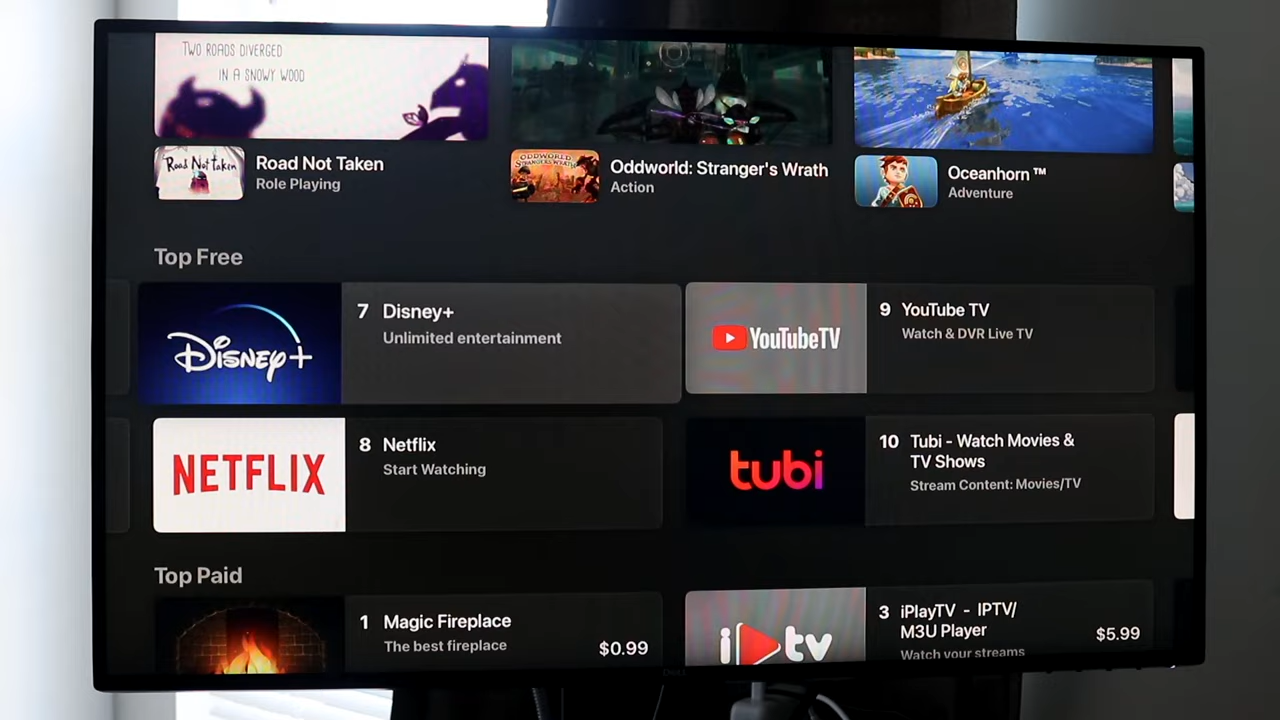 TWO ROADS DIVERGED
IN A SNOWY WOOD
Road Not Taken
Road Not Taken
Role Playing
ODDWORLD
STRANGER'S WRATH
Oddworld: Stranger's Wrath
Action
Oceanhorn ™
Adventure
Top Free
Disney+
7 Disney+
Unlimited entertainment
YouTubeTV
9 YouTube TV
Watch & DVR Live TV
NETFLIX
8 Netflix
Start Watching
tubi
10 Tubi - Watch Movies &
TV Shows
Stream Content: Movies/TV
Top Paid
1 Magic Fireplace
The best fireplace
$0.99
i tv
3 iPlayTV - IPTV/
M3U Player
Watch your streams
$5.99
DELL